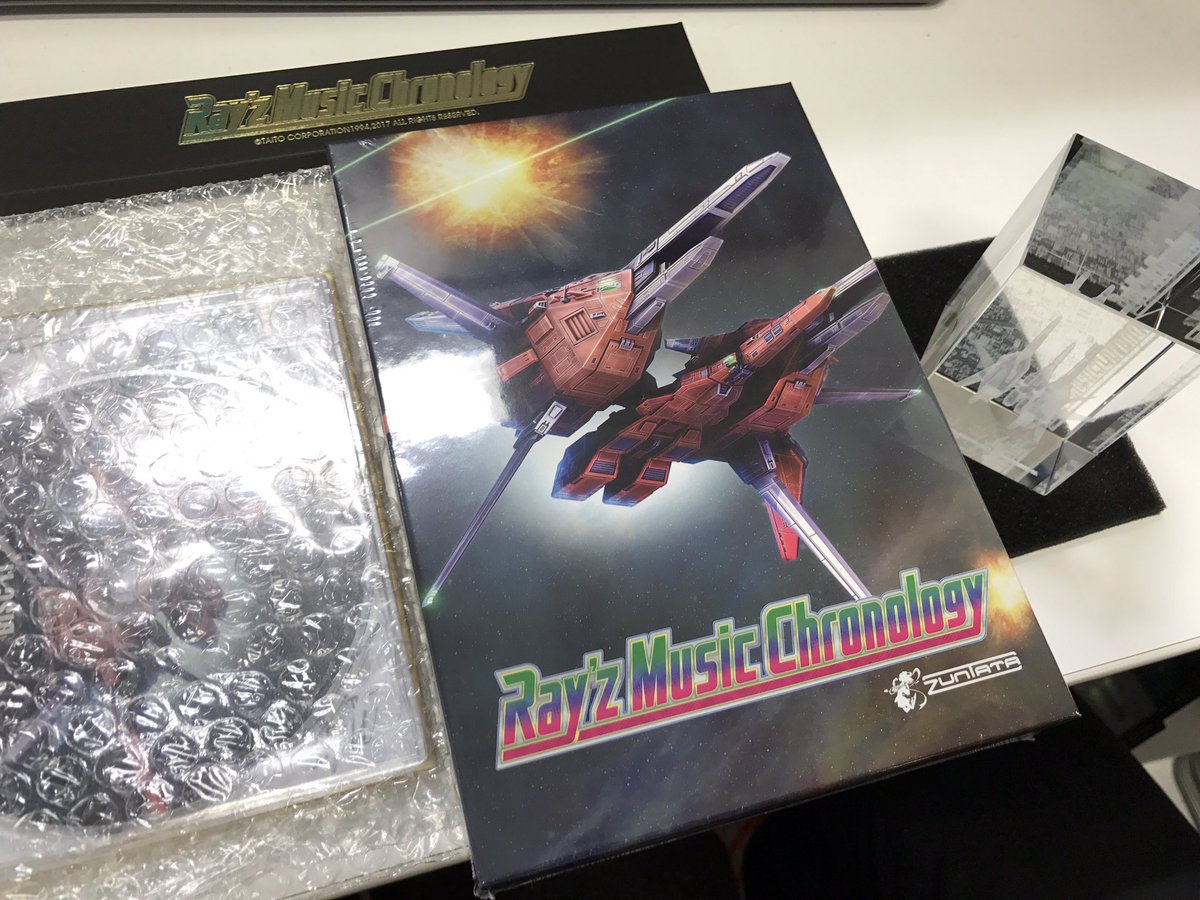 Ray'z Music Chronology
©TAITO CORPORATION1994,2017 ALL RIGHTS RESERVED.
Ray'z Music Chronology
ZUNTATA